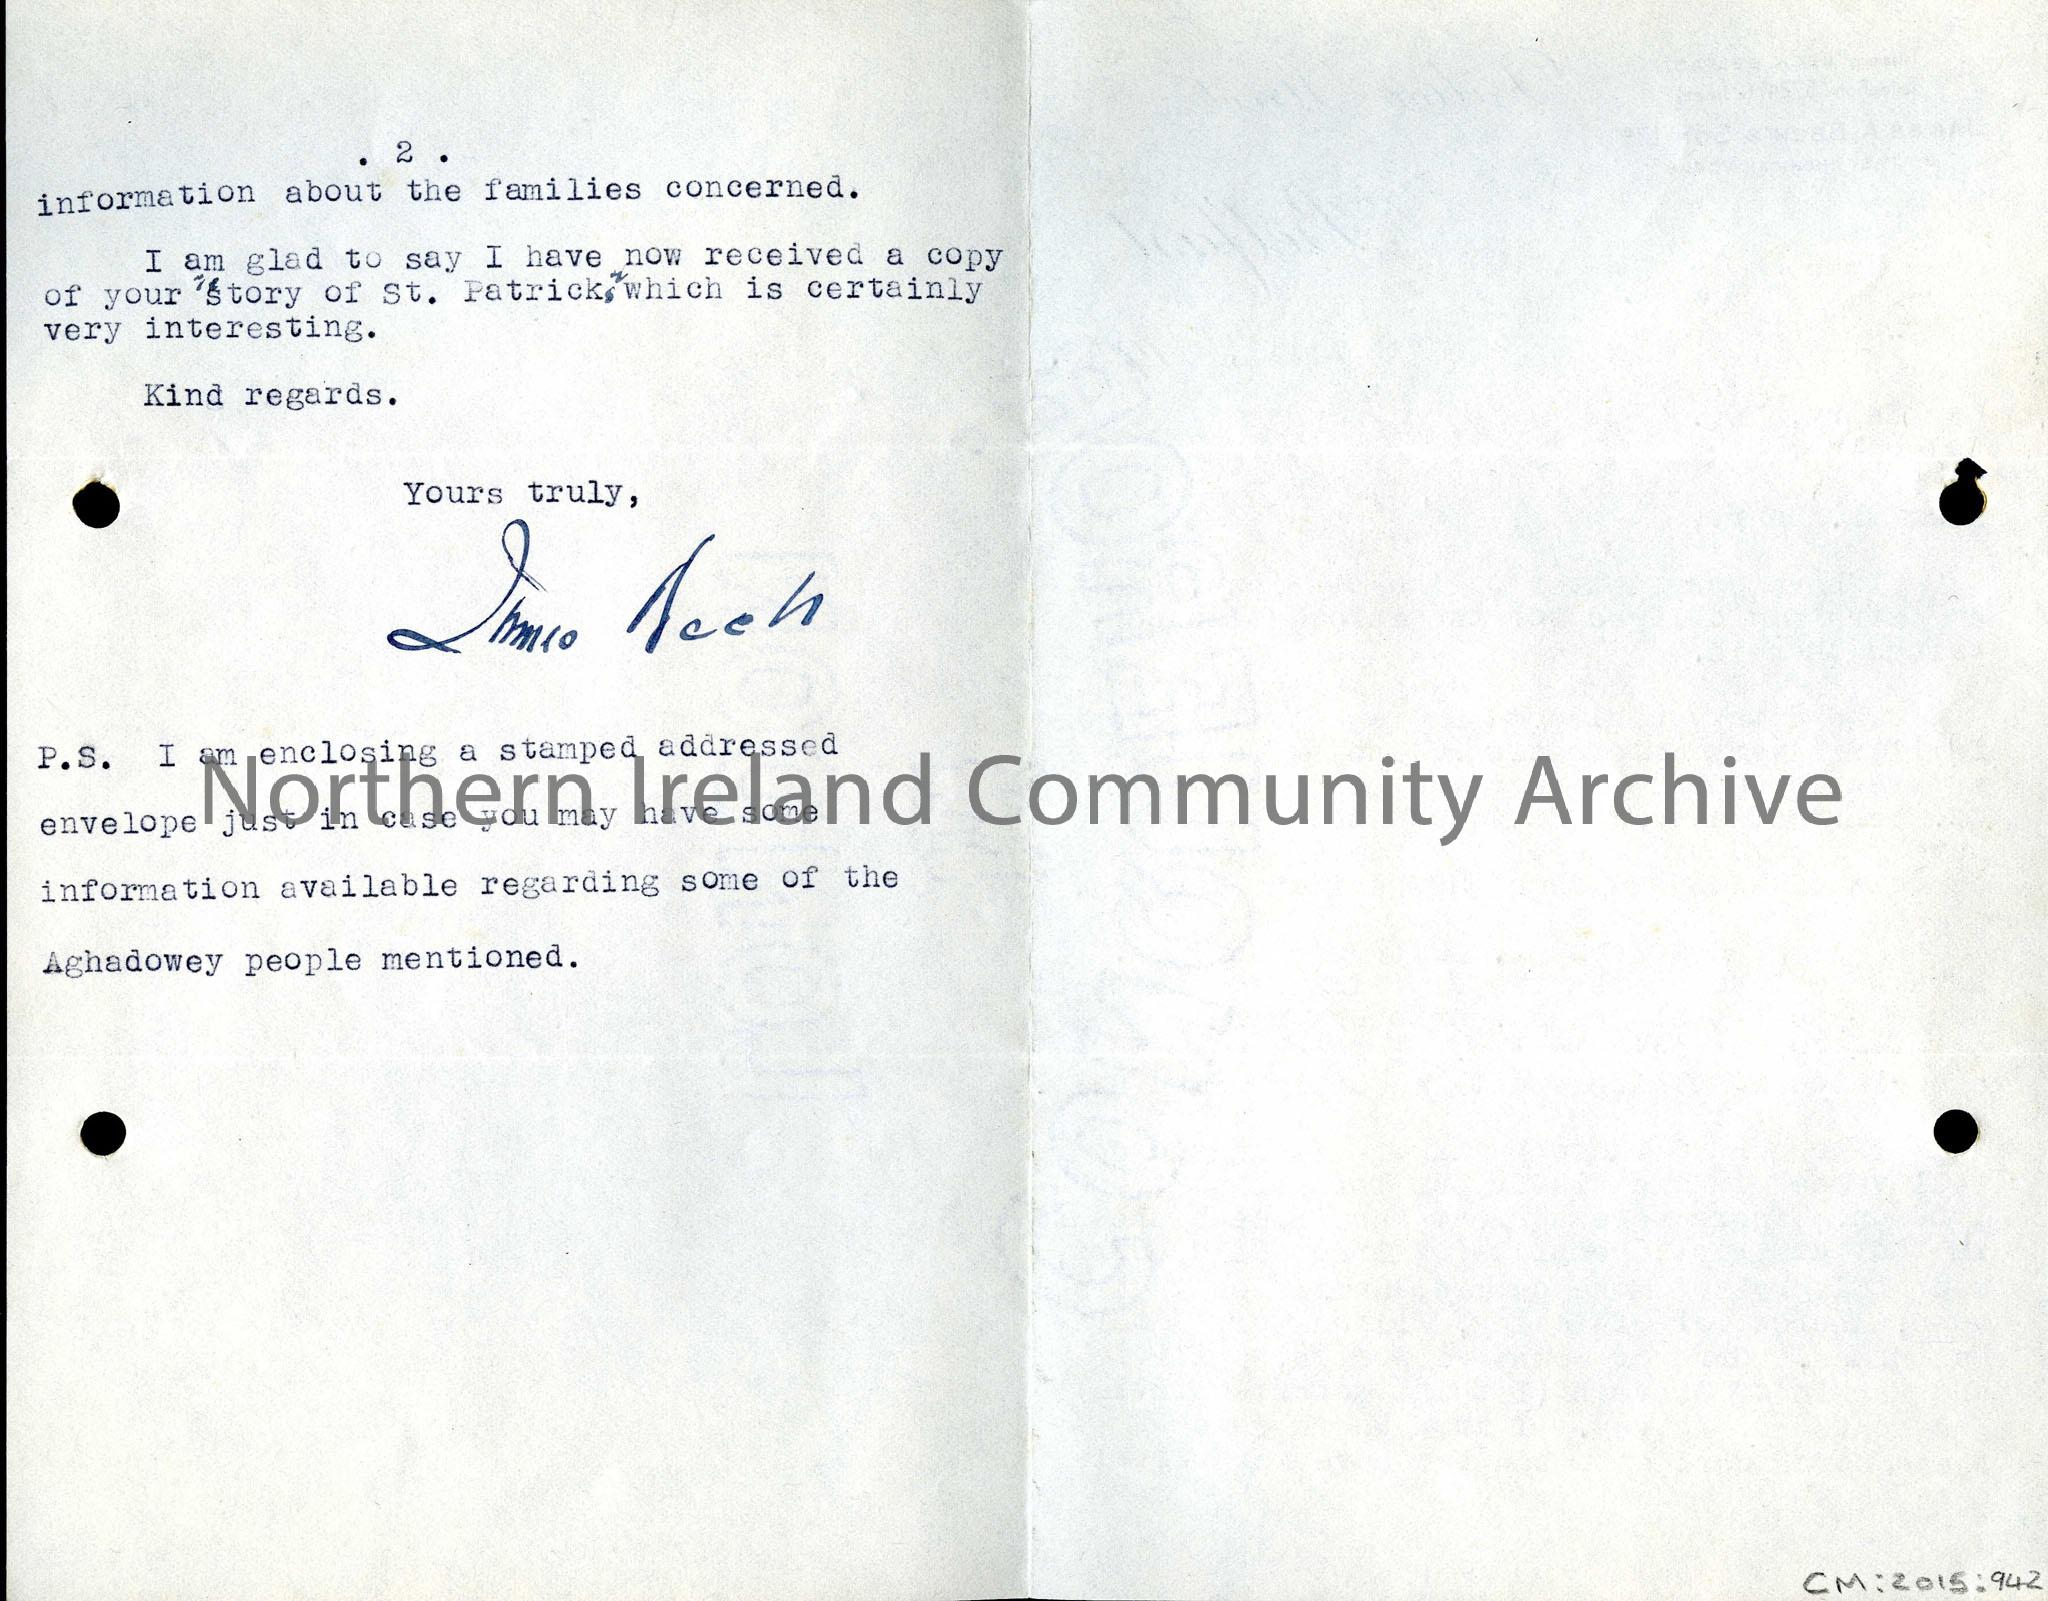 . 2 .
information about the families concerned.
I am glad to say I have now received a copy
of your "Story of St. Patrick," which is certainly
very interesting.
Kind regards.
Yours truly,
James Beck
P.S. I am enclosing a stamped addressed
envelope just in case you may have some
information available regarding some of the
Aghadowey people mentioned.
Northern Ireland Community Archive
CM:2015:942